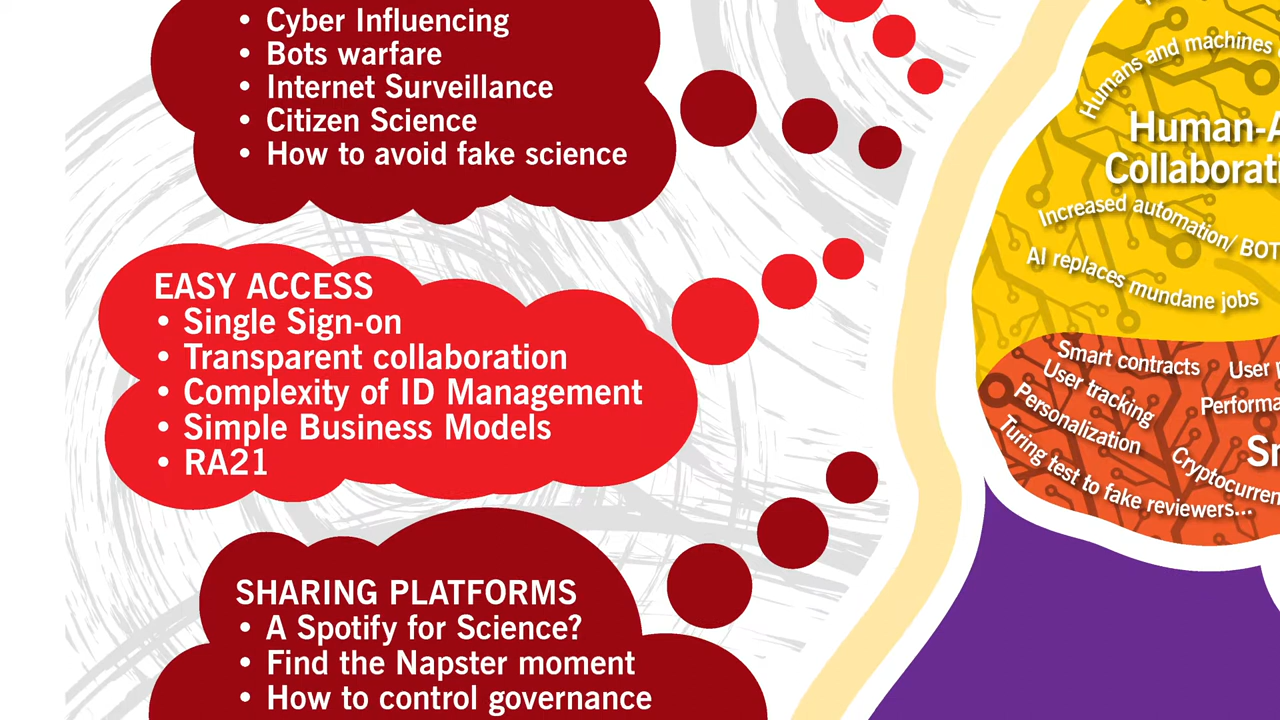 • Cyber Influencing
• Bots warfare
• Internet Surveillance
• Citizen Science
• How to avoid fake science
EASY ACCESS
• Single Sign-on
• Transparent collaboration
• Complexity of ID Management
• Simple Business Models
• RA21
SHARING PLATFORMS
• A Spotify for Science?
• Find the Napster moment
• How to control governance
Humans and machines
Human-A
Collaborati
Increased automation/ BOT
AI replaces mundane jobs
Smart contracts
User
User tracking
Performa
Personalization
Turing test to fake reviewers...
Cryptocurren